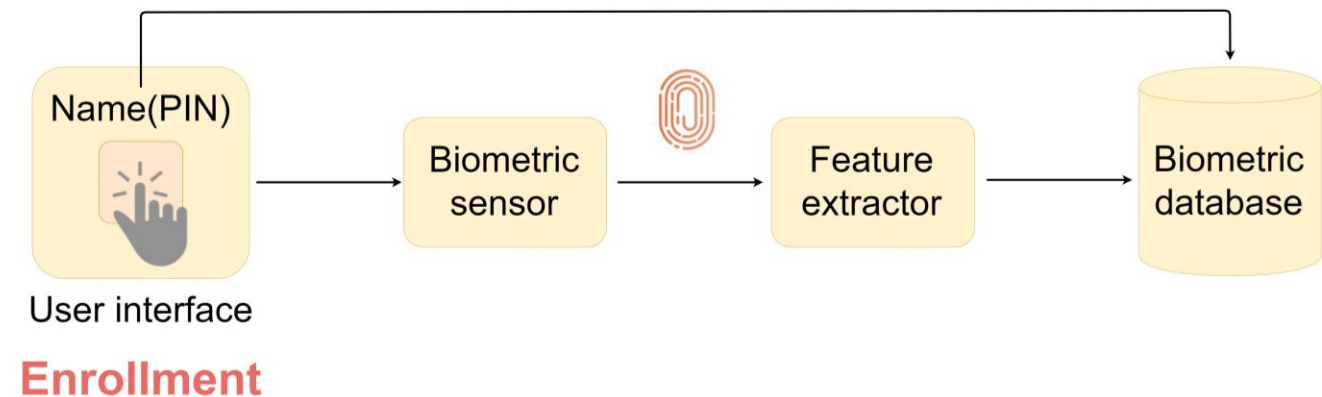 Name(PIN)
Biometric
sensor
Feature
extractor
Biometric
database
User interface
Enrollment